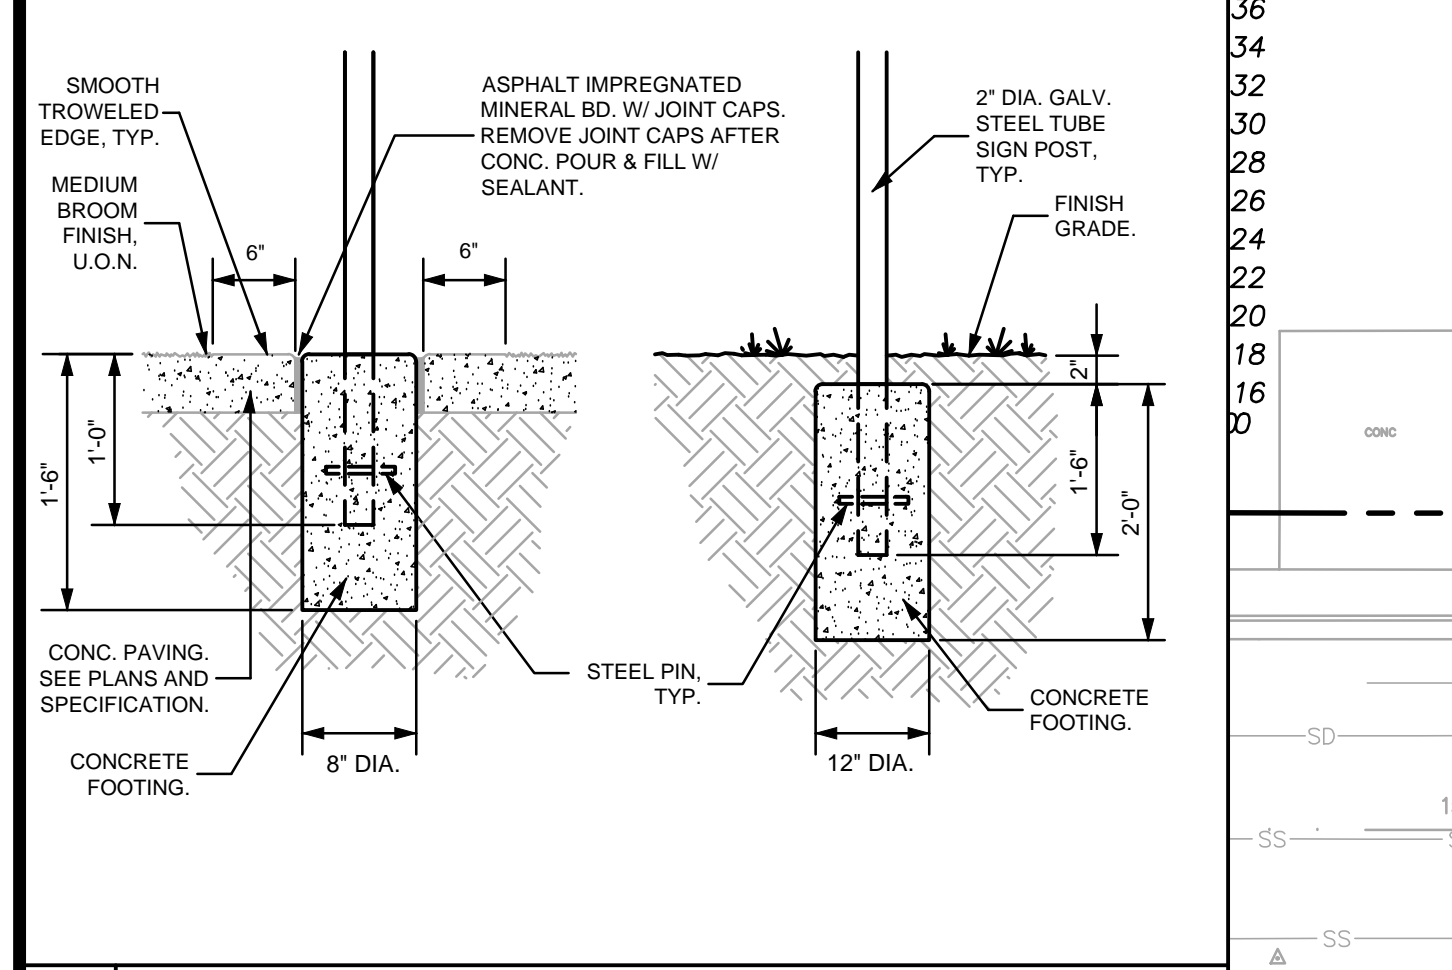 SMOOTH
TROWELED
EDGE, TYP.
MEDIUM
BROOM
FINISH,
U.O.N.
6"
6"
ASPHALT IMPREGNATED
MINERAL BD. W/ JOINT CAPS.
REMOVE JOINT CAPS AFTER
CONC. POUR & FILL W/
SEALANT.
2" DIA. GALV.
STEEL TUBE
SIGN POST,
TYP.
FINISH
GRADE.
2"
1'-0"
1'-6"
1'-6"
2'-0"
CONC. PAVING.
SEE PLANS AND
SPECIFICATION.
CONCRETE
FOOTING.
8" DIA.
STEEL PIN,
TYP.
12" DIA.
CONCRETE
FOOTING.
36
34
32
30
28
26
24
22
20
18
16
CONC
SD
SS
SS